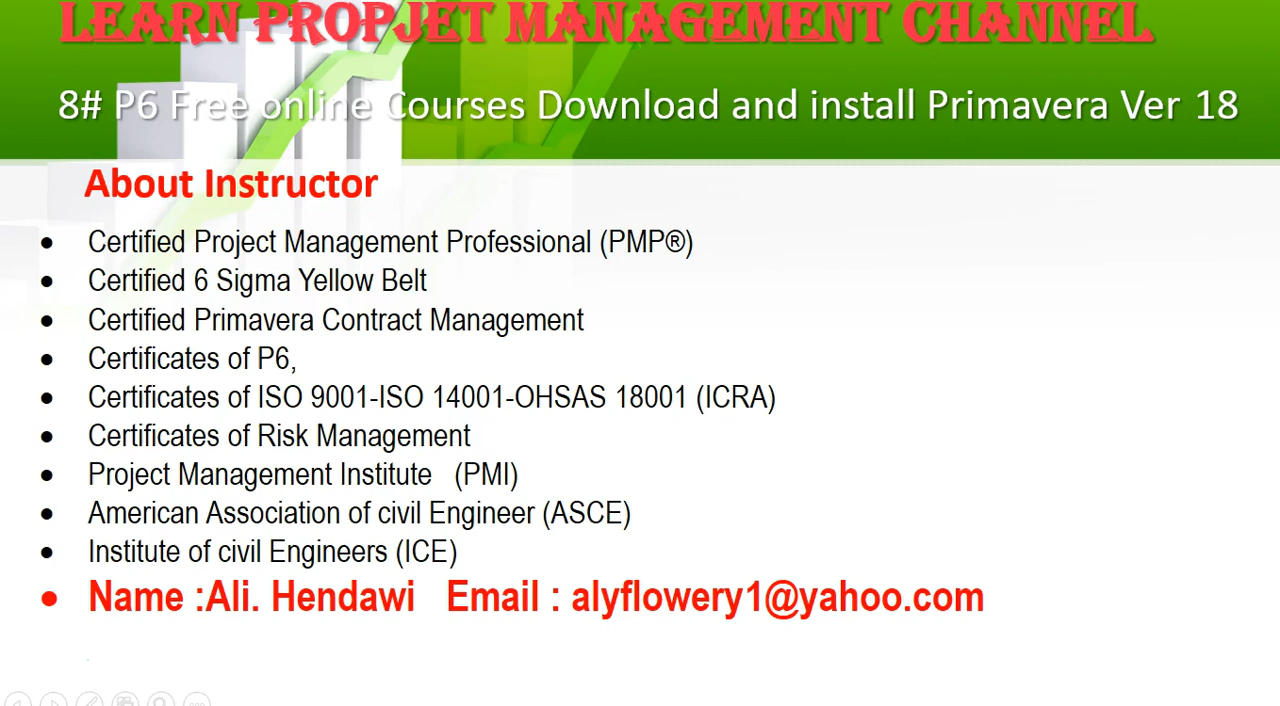 LEARN PROPJET MANAGEMENT CHANNEL
8# P6 Free online Courses Download and install Primavera Ver 18
About Instructor
• Certified Project Management Professional (PMP®)
• Certified 6 Sigma Yellow Belt
• Certified Primavera Contract Management
• Certificates of P6,
• Certificates of ISO 9001-ISO 14001-OHSAS 18001 (ICRA)
• Certificates of Risk Management
• Project Management Institute (PMI)
• American Association of civil Engineer (ASCE)
• Institute of civil Engineers (ICE)
• Name :Ali. Hendawi Email : alyflowery1@yahoo.com